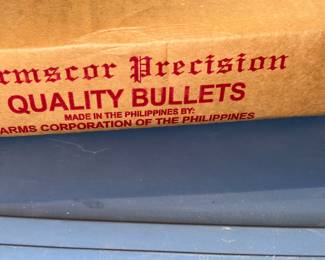 rmscor Precision
QUALITY BULLETS
MADE IN THE PHILIPPINES BY:
ARMS CORPORATION OF THE PHILIPPINES